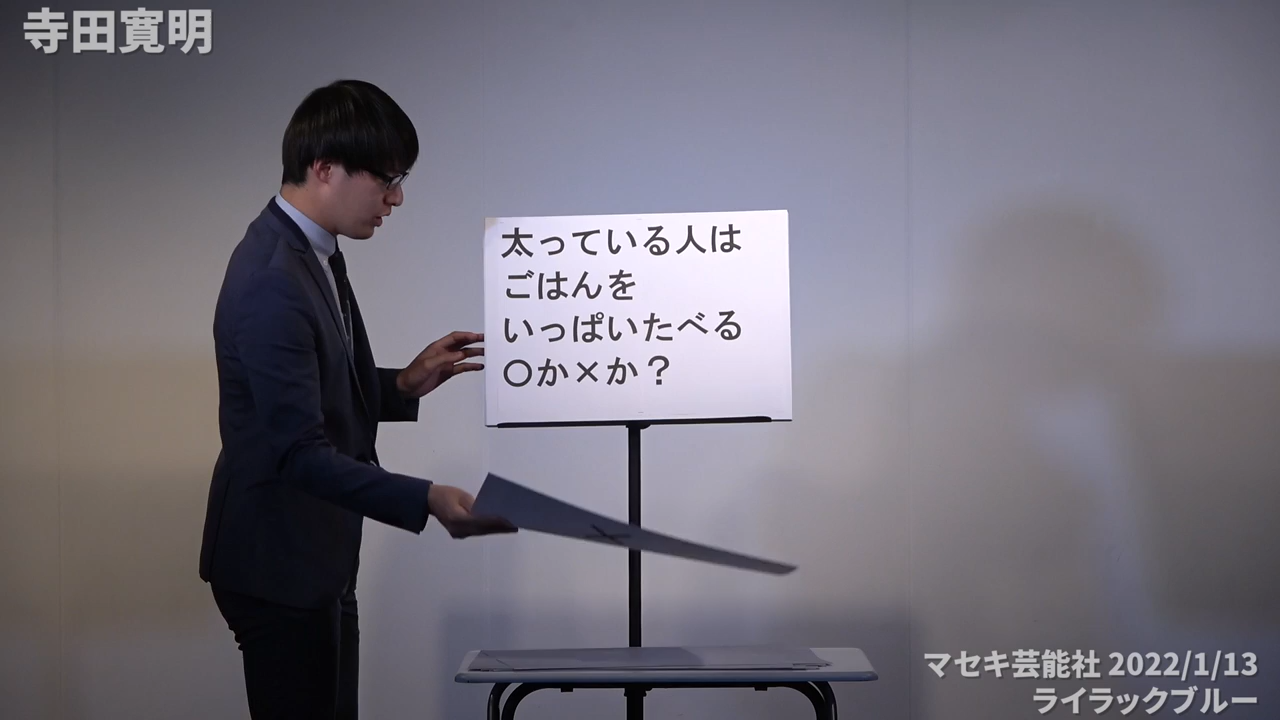 寺田寛明
太っている人は
ごはんを
いっぱいたべる
〇か×か？
×
マセキ芸能社 2022/1/13
ライラックブルー